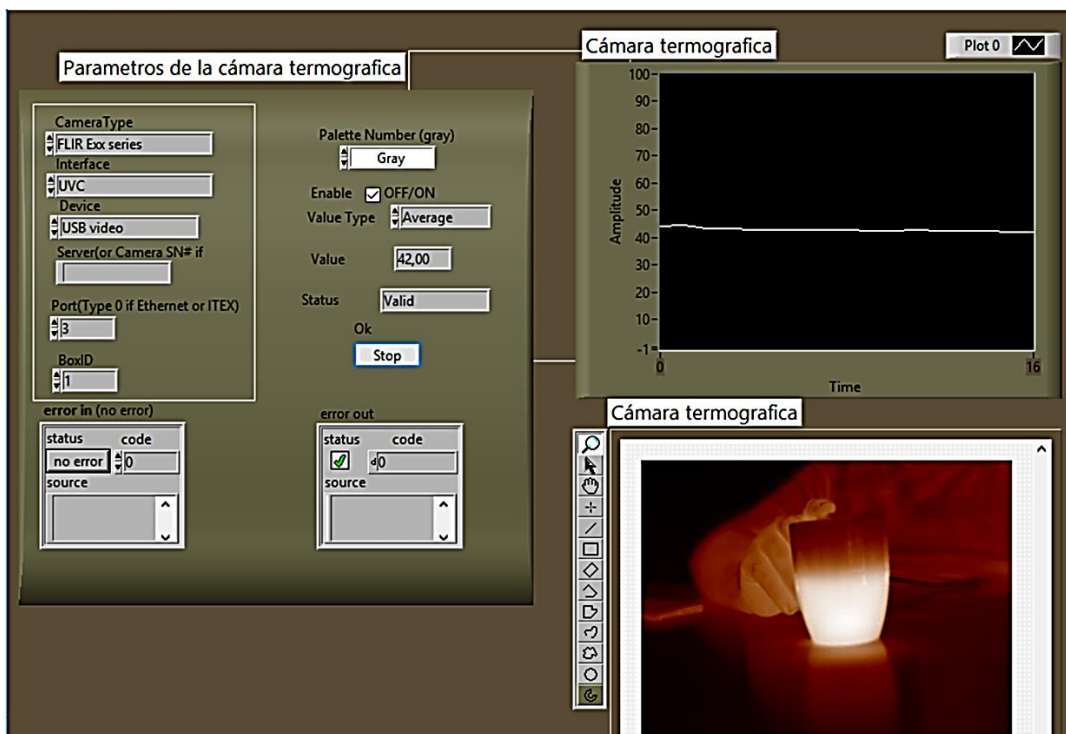 Parametros de la cámara termografica
CameraType
FLIR Exx series
Interface
UVC
Device
USB video
Server(or Camera SN# if
Port(Type 0 if Ethernet or ITEX)
3
BoxID
1
Palette Number (gray)
Gray
Enable OFF/ON
Value Type Average
Value 42,00
Status Valid
Ok
Stop
error in (no error)
status code
no error 0
source
error out
status code
0
source
Cámara termografica
Plot 0
Amplitude
100
90
80
70
60
50
40
30
20
10
-1
0 16
Time
Cámara termografica